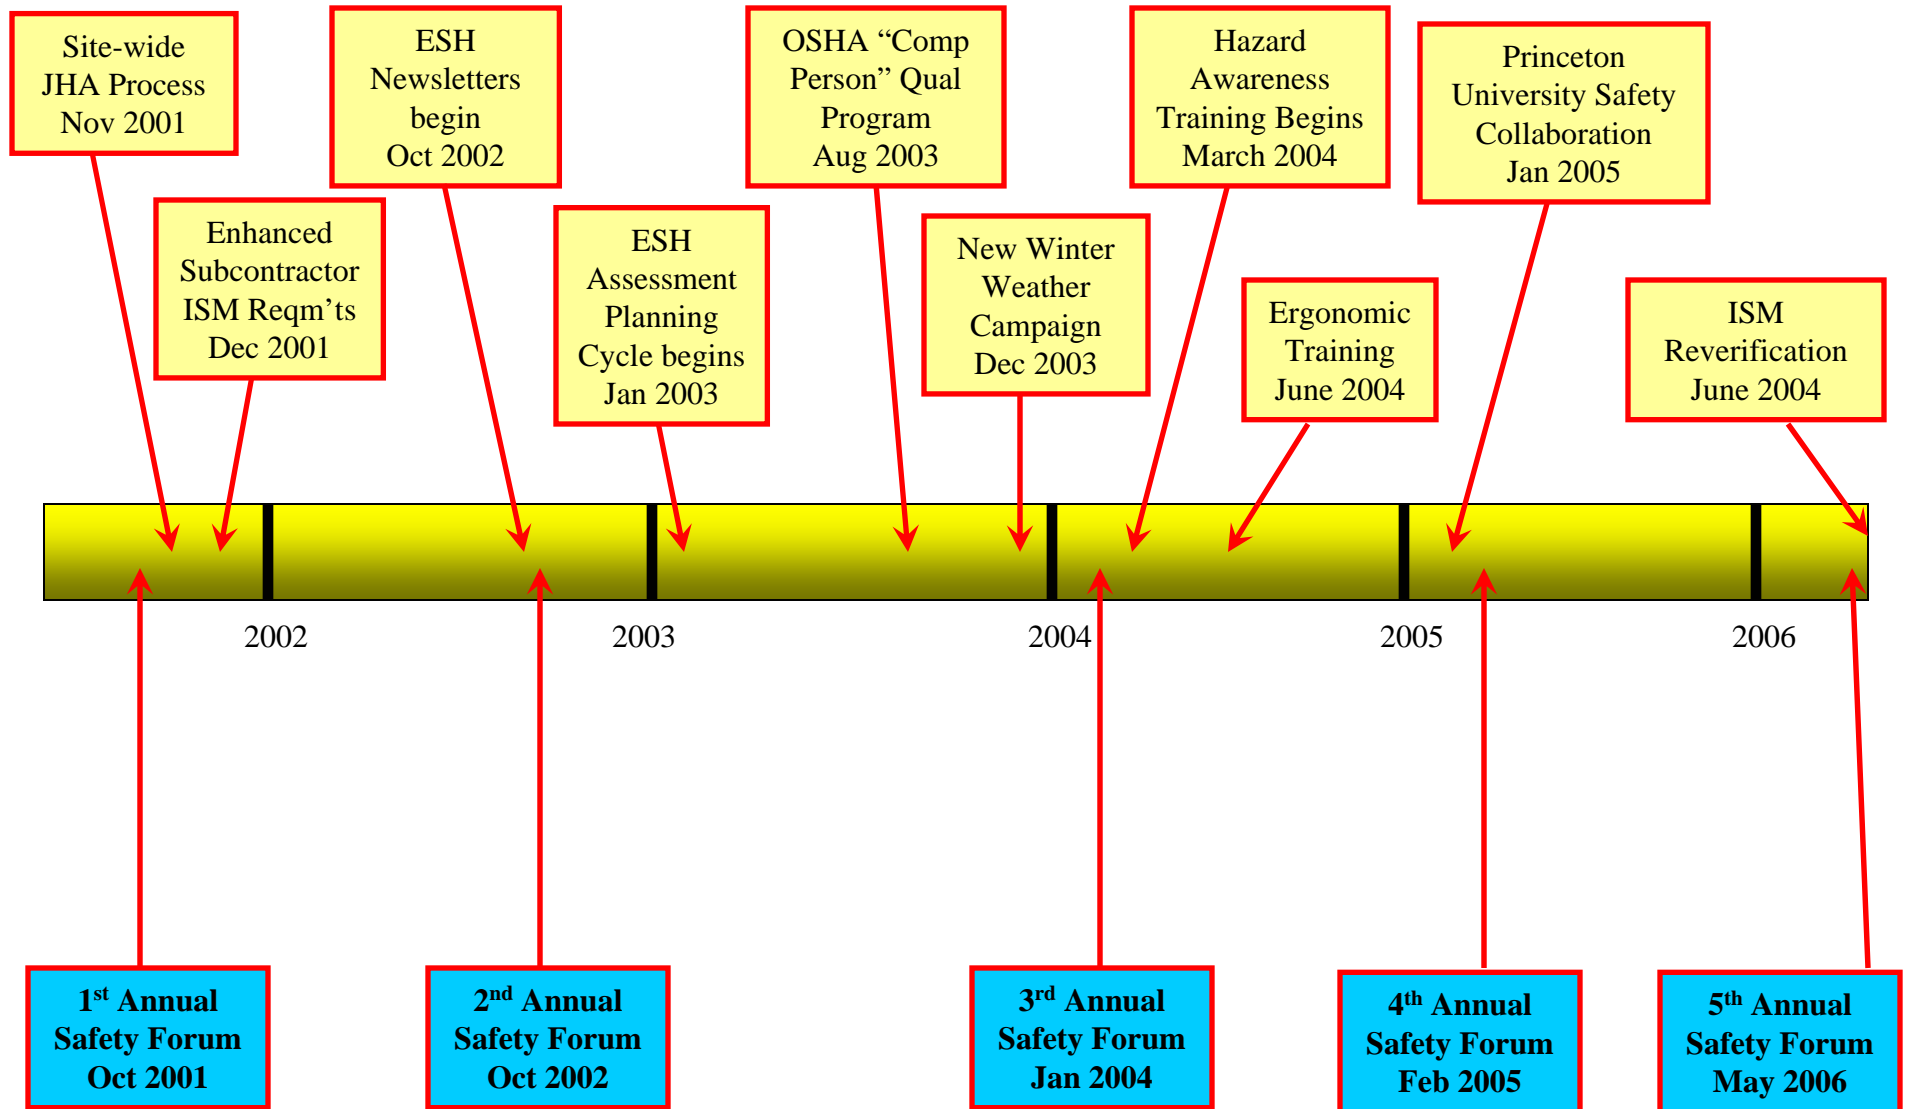 Site-wide
JHA Process
Nov 2001
ESH
Newsletters
begin
Oct 2002
OSHA “Comp
Person” Qual
Program
Aug 2003
Hazard
Awareness
Training Begins
March 2004
Princeton
University Safety
Collaboration
Jan 2005
Enhanced
Subcontractor
ISM Reqm’ts
Dec 2001
ESH
Assessment
Planning
Cycle begins
Jan 2003
New Winter
Weather
Campaign
Dec 2003
Ergonomic
Training
June 2004
ISM
Reverification
June 2004
2002
2003
2004
2005
2006
1st Annual
Safety Forum
Oct 2001
2nd Annual
Safety Forum
Oct 2002
3rd Annual
Safety Forum
Jan 2004
4th Annual
Safety Forum
Feb 2005
5th Annual
Safety Forum
May 2006